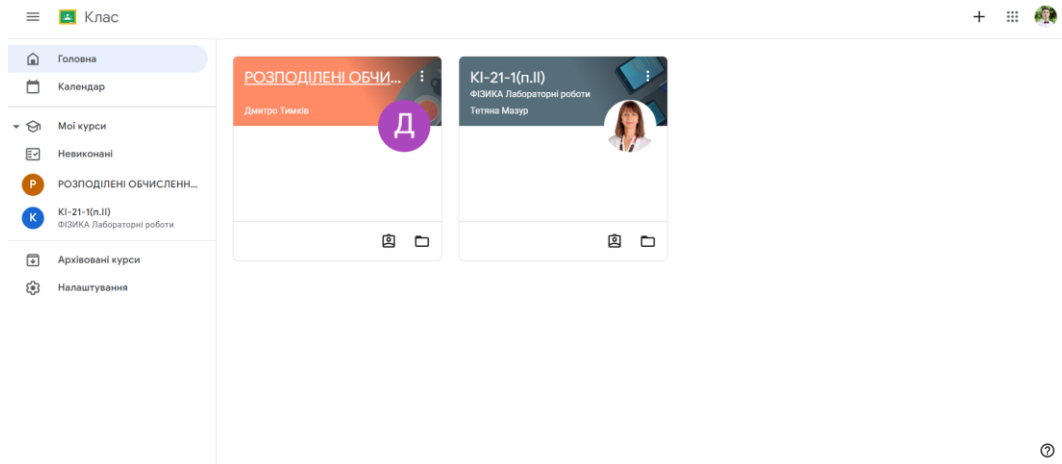 Клас
Головна
Календар
Мої курси
Невиконані
Р
РОЗПОДІЛЕНІ ОБЧИСЛЕНН...
К
КІ-21-1(п.ІІ)
ФІЗИКА Лабораторні роботи
Архівовані курси
Налаштування
РОЗПОДІЛЕНІ ОБЧИ...
Дмитро Тимків
Д
КІ-21-1(п.ІІ)
ФІЗИКА Лабораторні роботи
Тетяна Мазур